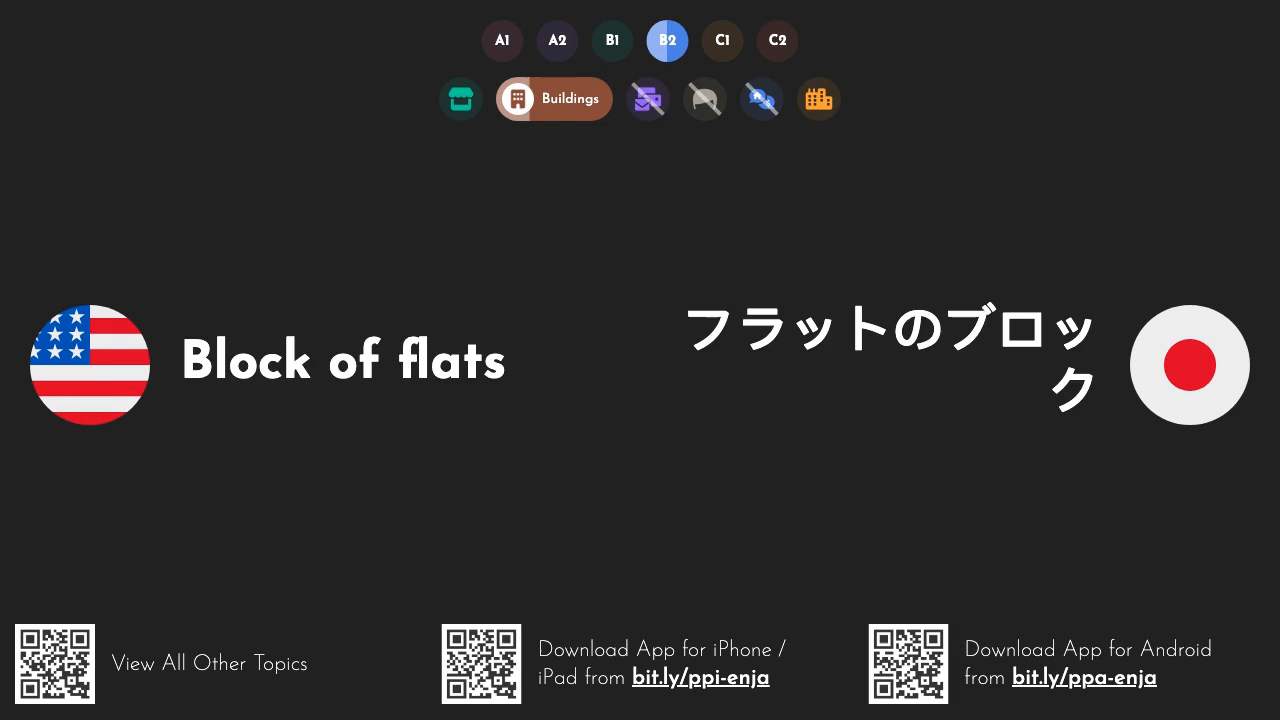 A1 A2 B1 B2 C1 C2
Buildings
Block of flats
フラットのブロッ
ク
View All Other Topics
Download App for iPhone /
iPad from bit.ly/ppi-enja
Download App for Android
from bit.ly/ppa-enja